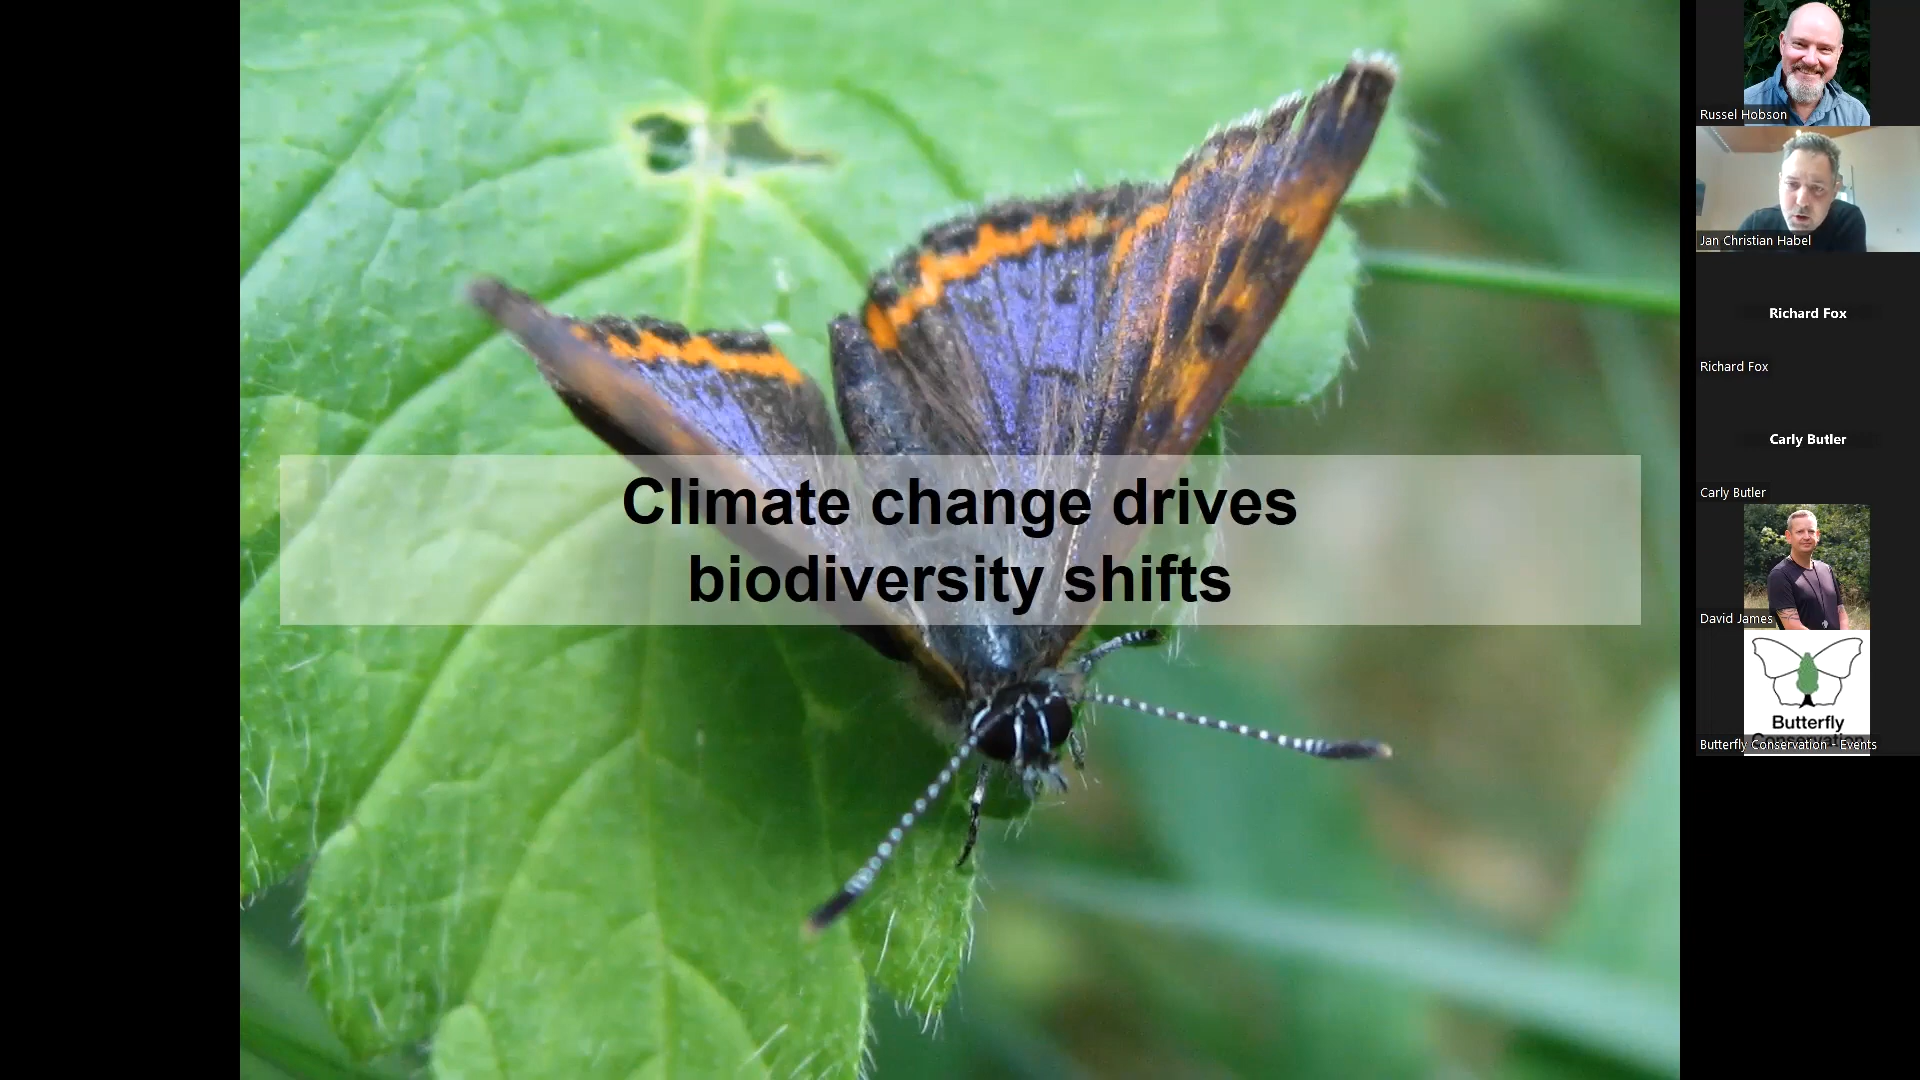 Climate change drives
biodiversity shifts
Russel Hobson
Jan Christian Habel
Richard Fox
Richard Fox
Carly Butler
Carly Butler
David James
Butterfly
Conservation
Butterfly Conservation - Events